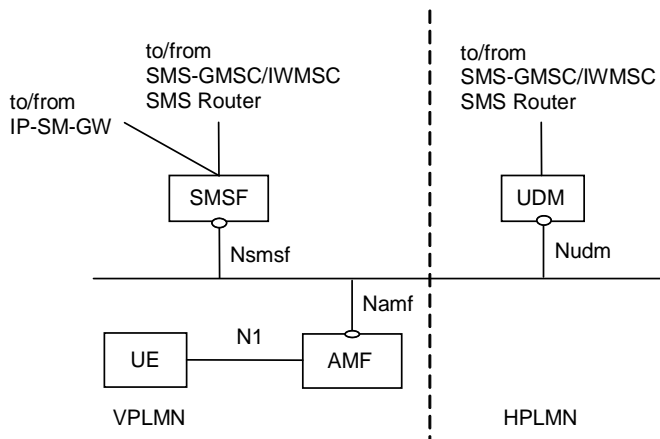 to/from
SMS-GMSC/IWMSC
SMS Router
to/from
SMS-GMSC/IWMSC
SMS Router
to/from
IP-SM-GW
SMSF
UDM
Nsmsf
Nudm
Namf
N1
UE
AMF
VPLMN
HPLMN